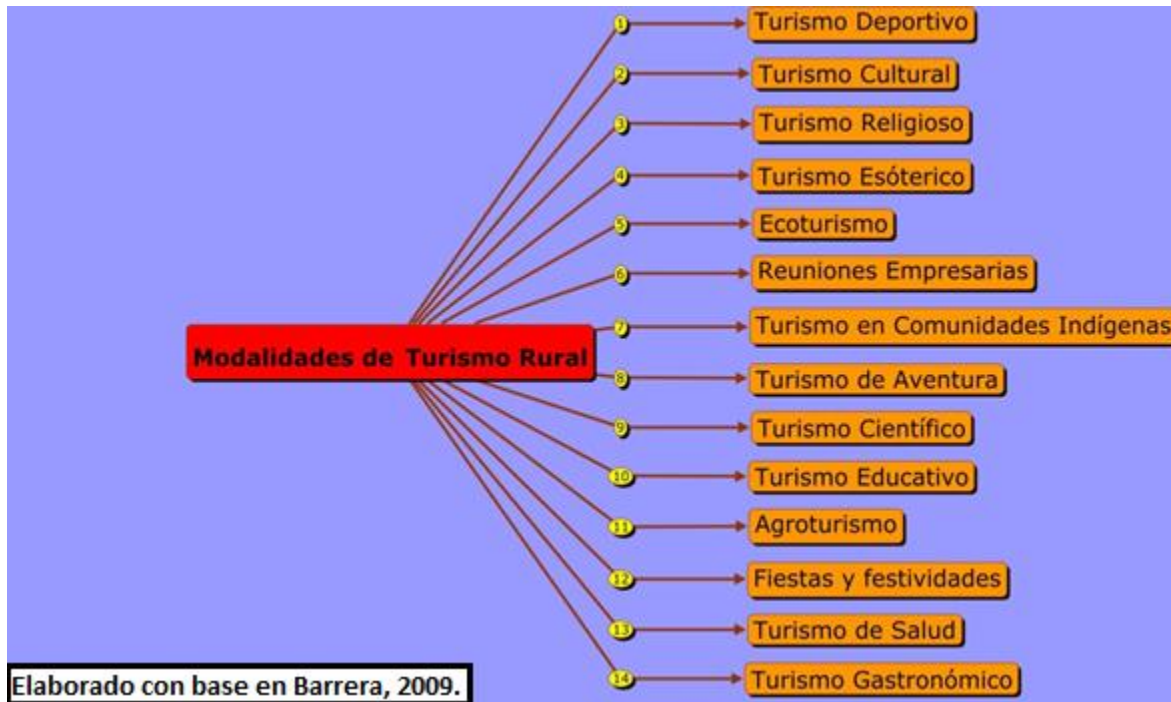 1 Turismo Deportivo
2 Turismo Cultural
3 Turismo Religioso
4 Turismo Esóterico
5 Ecoturismo
6 Reuniones Empresarias
Modalidades de Turismo Rural
7 Turismo en Comunidades Indígenas
8 Turismo de Aventura
9 Turismo Científico
10 Turismo Educativo
11 Agroturismo
12 Fiestas y festividades
13 Turismo de Salud
14 Turismo Gastronómico
Elaborado con base en Barrera, 2009.